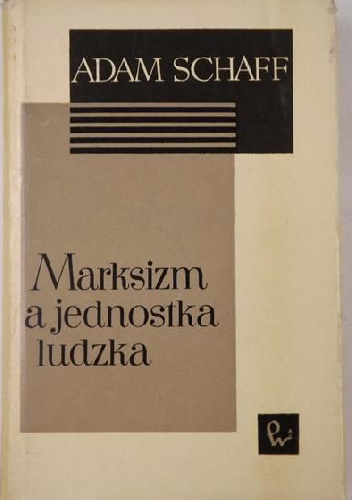 ADAM SCHAFF
Marksizm
a jednostka
ludzka